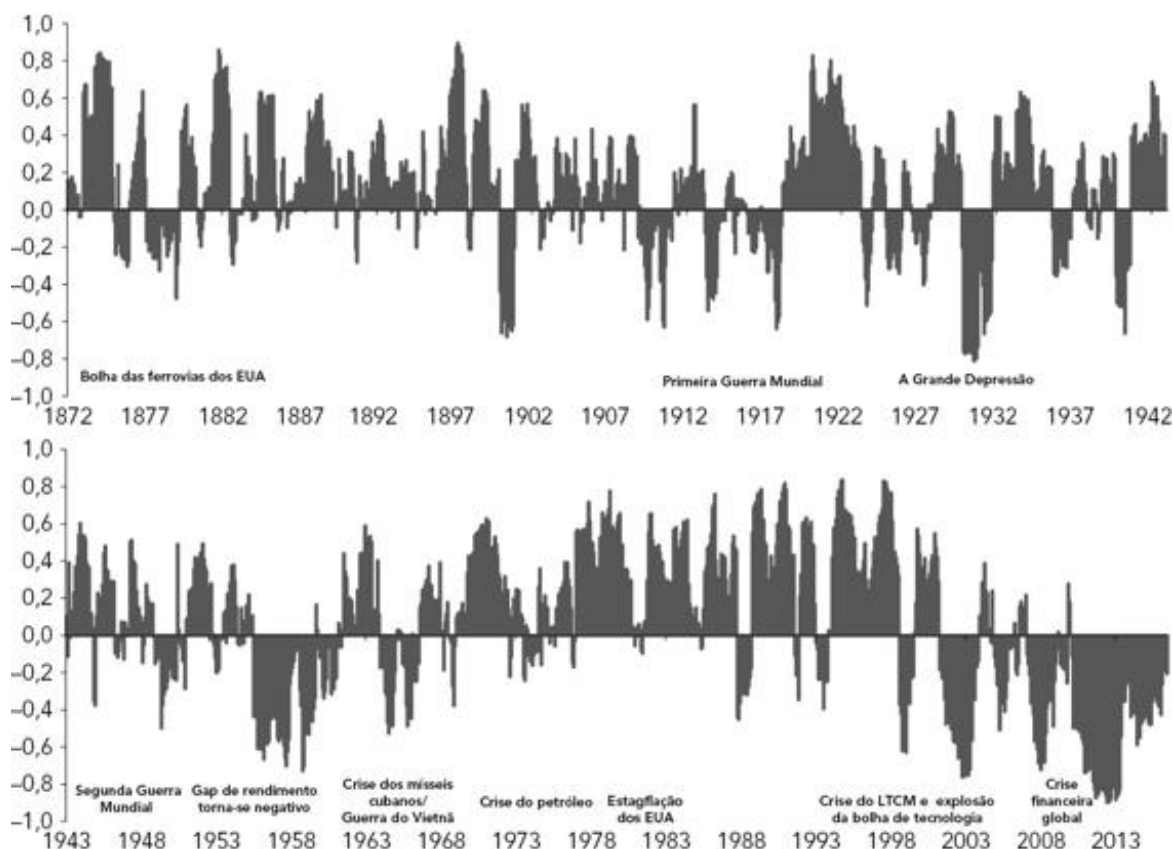 1,0
0,8
0,6
0,4
0,2
0,0
–0,2
–0,4
–0,6
–0,8
–1,0
Bolha das ferrovias dos EUA
Primeira Guerra Mundial
A Grande Depressão
1872 1877 1882 1887 1892 1897 1902 1907 1912 1917 1922 1927 1932 1937 1942
1,0
0,8
0,6
0,4
0,2
0,0
–0,2
–0,4
–0,6
–0,8
–1,0
Segunda Guerra
Mundial
Gap de rendimento
torna-se negativo
Crise dos mísseis
cubanos/
Guerra do Vietnã
Crise do petróleo
Estagflação
dos EUA
Crise do LTCM e explosão
da bolha de tecnologia
Crise
financeira
global
1943 1948 1953 1958 1963 1968 1973 1978 1983 1988 1993 1998 2003 2008 2013